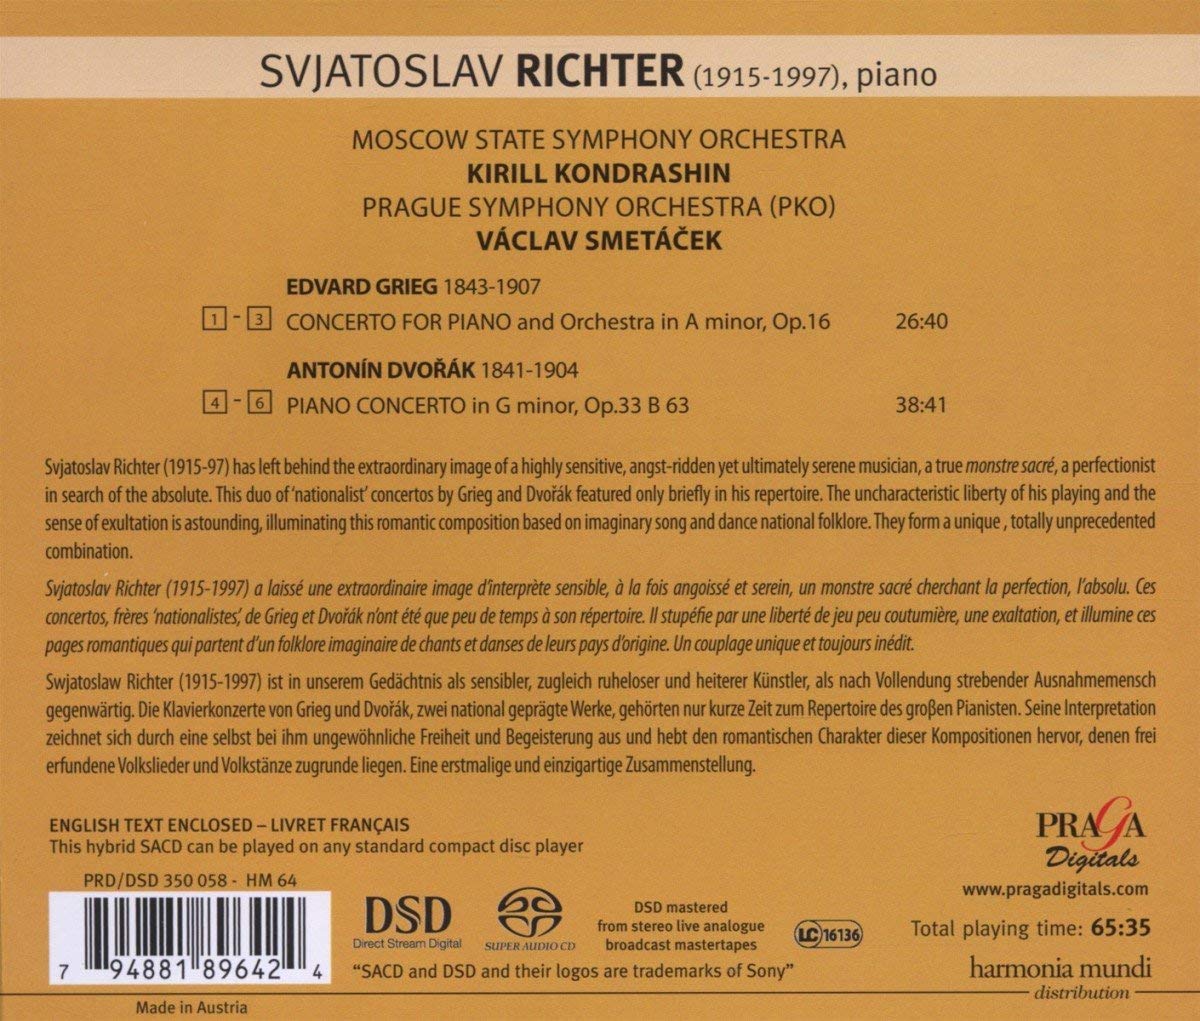 SVJATOSLAV RICHTER (1915-1997), piano
MOSCOW STATE SYMPHONY ORCHESTRA
KIRILL KONDRASHIN
PRAGUE SYMPHONY ORCHESTRA (PKO)
VÁCLAV SMETÁČEK
EDVARD GRIEG 1843-1907
1 - 3 CONCERTO FOR PIANO and Orchestra in A minor, Op.16 26:40
ANTONÍN DVOŘÁK 1841-1904
4 - 6 PIANO CONCERTO in G minor, Op.33 B 63 38:41
Svjatoslav Richter (1915-97) has left behind the extraordinary image of a highly sensitive, angst-ridden yet ultimately serene musician, a true monstre sacré, a perfectionist
in search of the absolute. This duo of 'nationalist' concertos by Grieg and Dvořák featured only briefly in his repertoire. The uncharacteristic liberty of his playing and the
sense of exultation is astounding, illuminating this romantic composition based on imaginary song and dance national folklore. They form a unique , totally unprecedented
combination.
Svjatoslav Richter (1915-1997) a laissé une extraordinaire image d'interprète sensible, à la fois angoissé et serein, un monstre sacré cherchant la perfection, l'absolu. Ces
concertos, frères 'nationalistes', de Grieg et Dvořák n'ont été que peu de temps à son répertoire. Il stupéfie par une liberté de jeu peu coutumière, une exaltation, et illumine ces
pages romantiques qui partent d'un folklore imaginaire de chants et danses de leurs pays d'origine. Un couplage unique et toujours inédit.
Swjatoslaw Richter (1915-1997) ist in unserem Gedächtnis als sensibler, zugleich ruheloser und heiterer Künstler, als nach Vollendung strebender Ausnahmemensch
gegenwärtig. Die Klavierkonzerte von Grieg und Dvořák, zwei national geprägte Werke, gehörten nur kurze Zeit zum Repertoire des großen Pianisten. Seine Interpretation
zeichnet sich durch eine selbst bei ihm ungewöhnliche Freiheit und Begeisterung aus und hebt den romantischen Charakter dieser Kompositionen hervor, denen frei
erfundene Volkslieder und Volkstänze zugrunde liegen. Eine erstmalige und einzigartige Zusammenstellung.
ENGLISH TEXT ENCLOSED – LIVRET FRANÇAIS
This hybrid SACD can be played on any standard compact disc player
PRD/DSD 350 058 - HM 64
7 94881 89642 4
Made in Austria
DSD
Direct Stream Digital
SUPER AUDIO CD
DSD mastered
from stereo live analogue
broadcast mastertapes
LC 16136
"SACD and DSD and their logos are trademarks of Sony"
PRAGA
Digitals
www.pragadigitals.com
Total playing time: 65:35
harmonia mundi
distribution